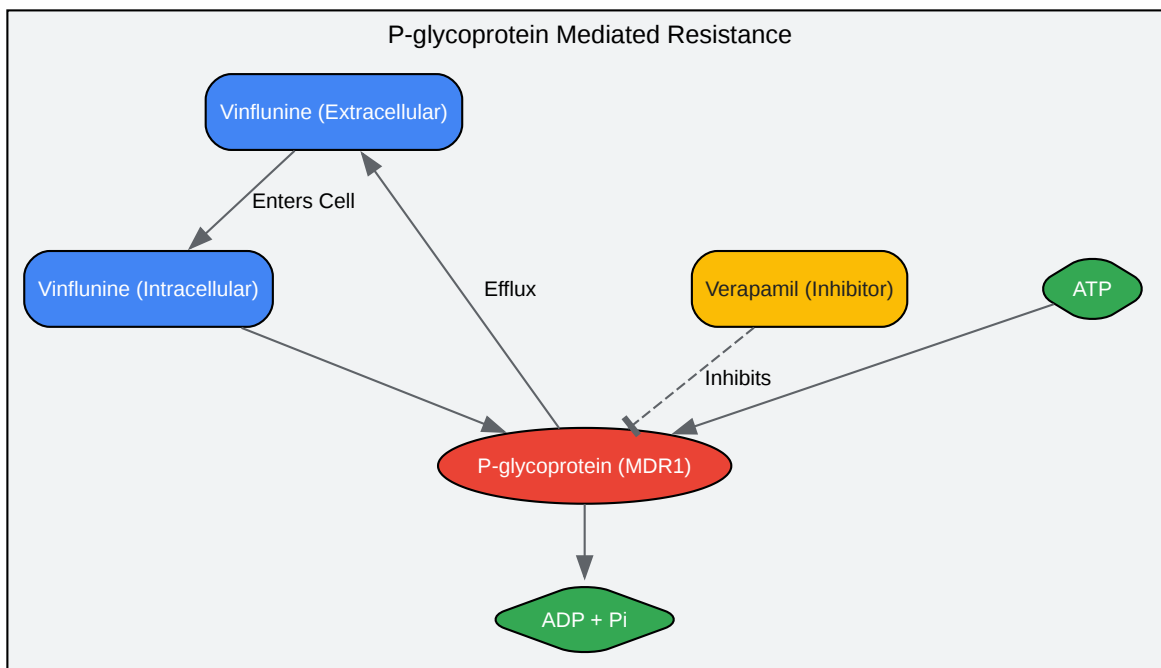 P-glycoprotein Mediated Resistance
Vinflunine (Extracellular)
Enters Cell
Vinflunine (Intracellular)
Efflux
Verapamil (Inhibitor)
ATP
Inhibits
P-glycoprotein (MDR1)
ADP + Pi